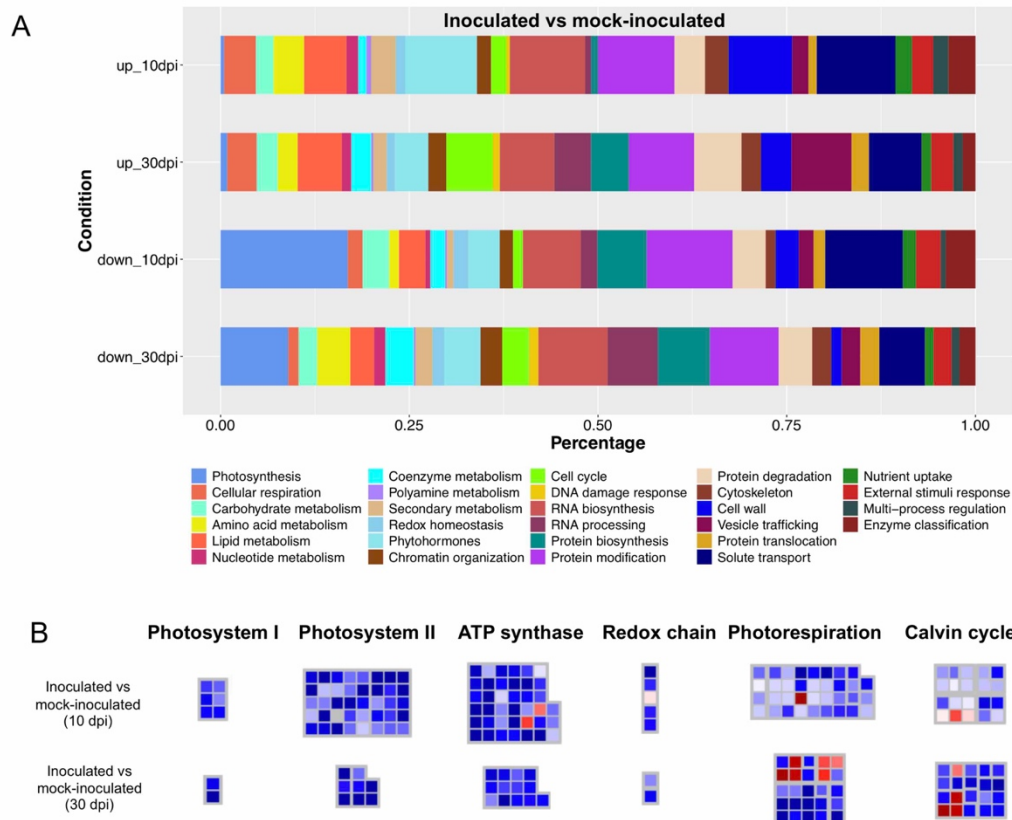 A
Inoculated vs mock-inoculated
Condition
up_10dpi
up_30dpi
down_10dpi
down_30dpi
0.00 0.25 0.50 0.75 1.00
Percentage
Photosynthesis Coenzyme metabolism Cell cycle Protein degradation Nutrient uptake
Cellular respiration Polyamine metabolism DNA damage response Cytoskeleton External stimuli response
Carbohydrate metabolism Secondary metabolism RNA biosynthesis Cell wall Multi-process regulation
Amino acid metabolism Redox homeostasis RNA processing Vesicle trafficking Enzyme classification
Lipid metabolism Phytohormones Protein biosynthesis Protein translocation
Nucleotide metabolism Chromatin organization Protein modification Solute transport
B
Photosystem I Photosystem II ATP synthase Redox chain Photorespiration Calvin cycle
Inoculated vs
mock-inoculated
(10 dpi)
Inoculated vs
mock-inoculated
(30 dpi)